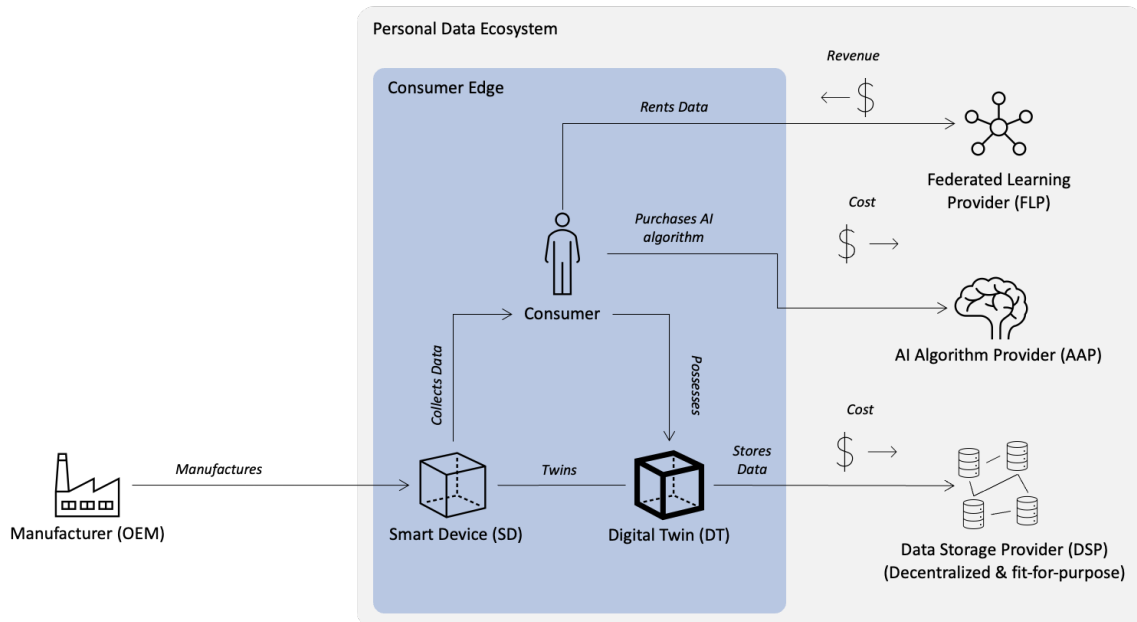 Personal Data Ecosystem
Consumer Edge
Revenue
$
Rents Data
Federated Learning
Provider (FLP)
Cost
$
Purchases AI
algorithm
Consumer
AI Algorithm Provider (AAP)
Collects Data
Possesses
Cost
$
Manufactures
Twins
Stores
Data
Manufacturer (OEM)
Smart Device (SD)
Digital Twin (DT)
Data Storage Provider (DSP)
(Decentralized & fit-for-purpose)